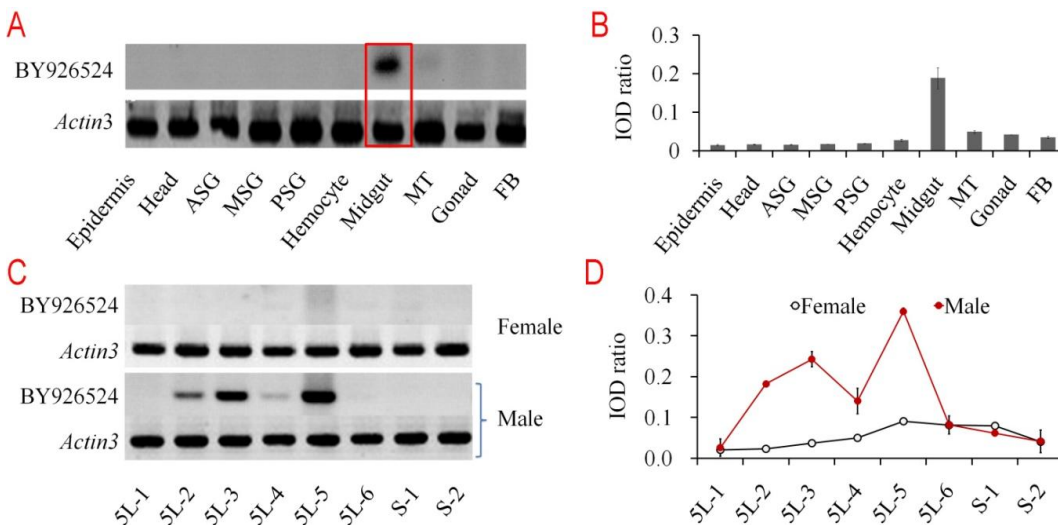 A
BY926524
Actin3
Epidermis
Head
ASG
MSG
PSG
Hemocyte
Midgut
MT
Gonad
FB
B
IOD ratio
0.3
0.2
0.1
0
Epidermis
Head
ASG
MSG
PSG
Hemocyte
Midgut
MT
Gonad
FB
C
BY926524
Actin3
Female
BY926524
Actin3
Male
5L-1
5L-2
5L-3
5L-4
5L-5
5L-6
S-1
S-2
D
IOD ratio
0.4
0.3
0.2
0.1
0.0
Female
Male
5L-1
5L-2
5L-3
5L-4
5L-5
5L-6
S-1
S-2